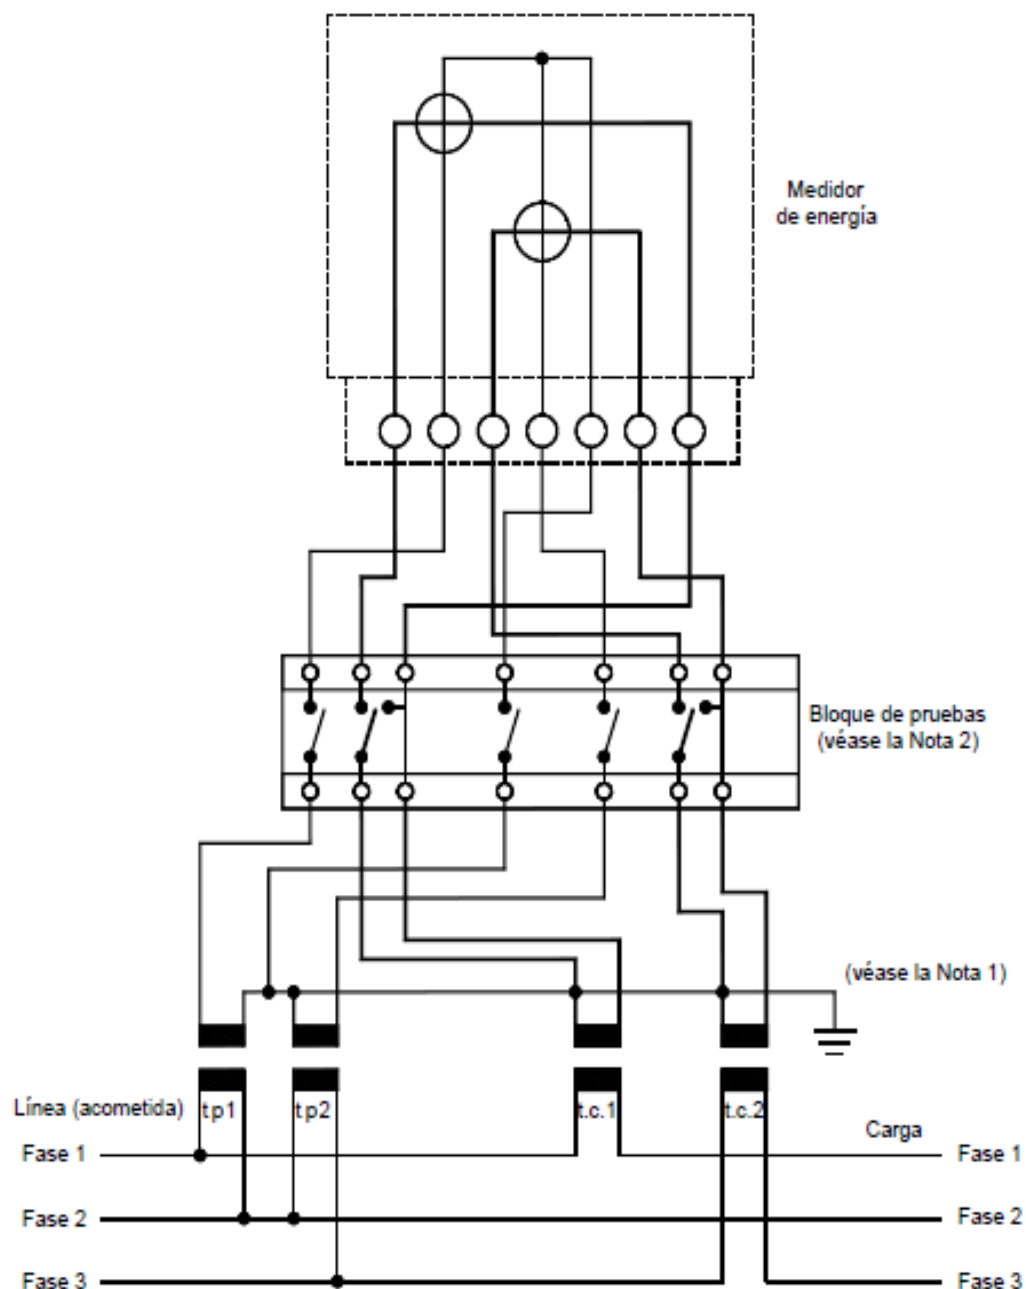 Medidor
de energía
Bloque de pruebas
(véase la Nota 2)
(véase la Nota 1)
Línea (acometida)
tp1
tp2
t.c.1
t.c.2
Carga
Fase 1
Fase 1
Fase 2
Fase 2
Fase 3
Fase 3